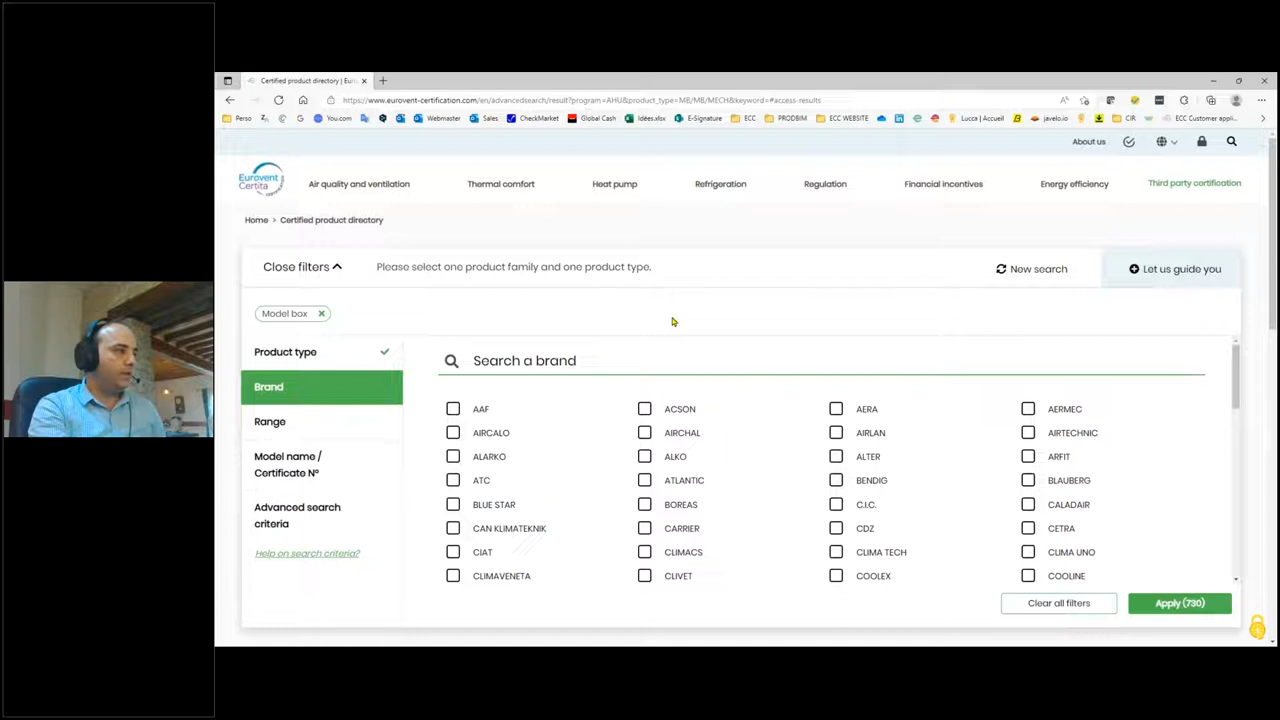 Certified product directory | Euro
https://www.eurovent-certification.com/en/advancedsearch/result?program=AHU&product_type=MB/MB/MECH&keyword=#access-results
Perso You.com Webmaster Sales CheckMarket Global Cash Idées.xlsx E-Signature ECC PRODBIM ECC WEBSITE Lucca | Accueil javelo.io CIR ECC Customer appli...
About us
Eurovent Certita
Air quality and ventilation Thermal comfort Heat pump Refrigeration Regulation Financial incentives Energy efficiency Third party certification
Home > Certified product directory
Close filters Please select one product family and one product type. New search Let us guide you
Model box
Product type
Search a brand
Brand
AAF ACSON AERA AERMEC
Range
AIRCALO AIRCHAL AIRLAN AIRTECHNIC
Model name / Certificate N°
ALARKO ALKO ALTER ARFIT
ATC ATLANTIC BENDIG BLAUBERG
Advanced search criteria
BLUE STAR BOREAS C.I.C. CALADAIR
CAN KLIMATEKNIK CARRIER CDZ CETRA
Help on search criteria?
CIAT CLIMACS CLIMA TECH CLIMA UNO
CLIMAVENETA CLIVET COOLEX COOLINE
Clear all filters Apply (730)